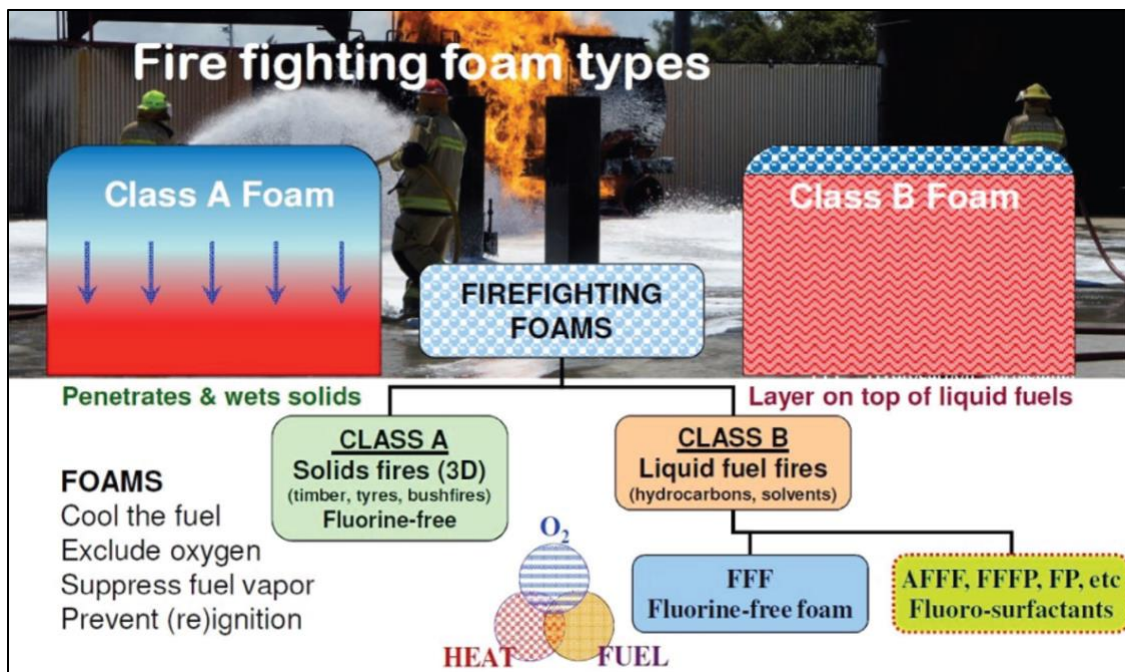 Fire fighting foam types
Class A Foam
Class B Foam
FIREFIGHTING
FOAMS
Penetrates & wets solids
Layer on top of liquid fuels
CLASS A
Solids fires (3D)
(timber, tyres, bushfires)
Fluorine-free
CLASS B
Liquid fuel fires
(hydrocarbons, solvents)
FOAMS
Cool the fuel
Exclude oxygen
Suppress fuel vapor
Prevent (re)ignition
O₂
HEAT
FUEL
FFF
Fluorine-free foam
AFFF, FFFP, FP, etc
Fluoro-surfactants